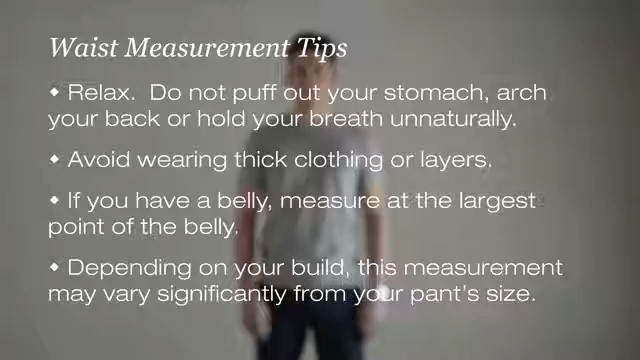 Waist Measurement Tips
◆ Relax.  Do not puff out your stomach, arch
your back or hold your breath unnaturally.
◆ Avoid wearing thick clothing or layers.
◆ If you have a belly, measure at the largest
point of the belly.
◆ Depending on your build, this measurement
may vary significantly from your pant's size.